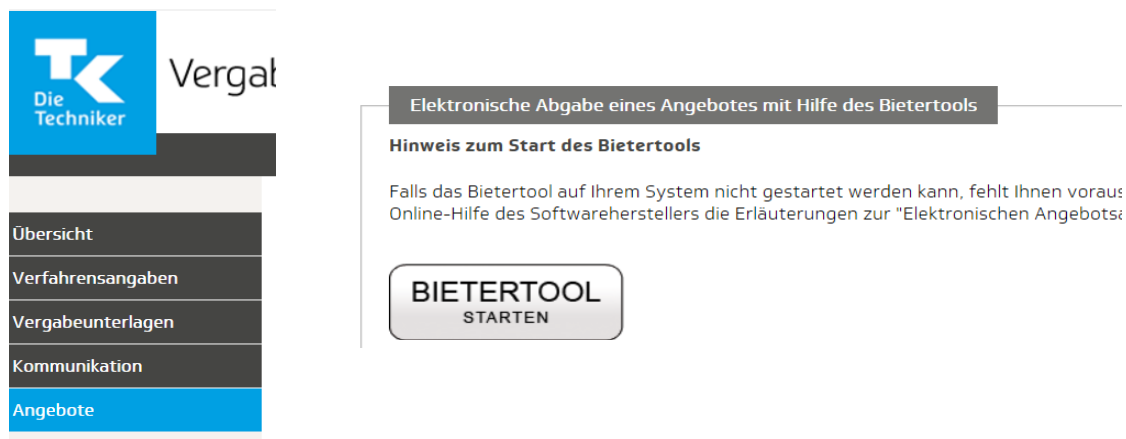 TK
Die
Techniker
Elektronische Abgabe eines Angebotes mit Hilfe des Bietertools
Hinweis zum Start des Bietertools
Falls das Bietertool auf Ihrem System nicht gestartet werden kann, fehlt Ihnen
Online-Hilfe des Softwareherstellers die Erläuterungen zur "Elektronischen
BIETERTOOL
STARTEN
Übersicht
Verfahrensangaben
Vergabeunterlagen
Kommunikation
Angebote